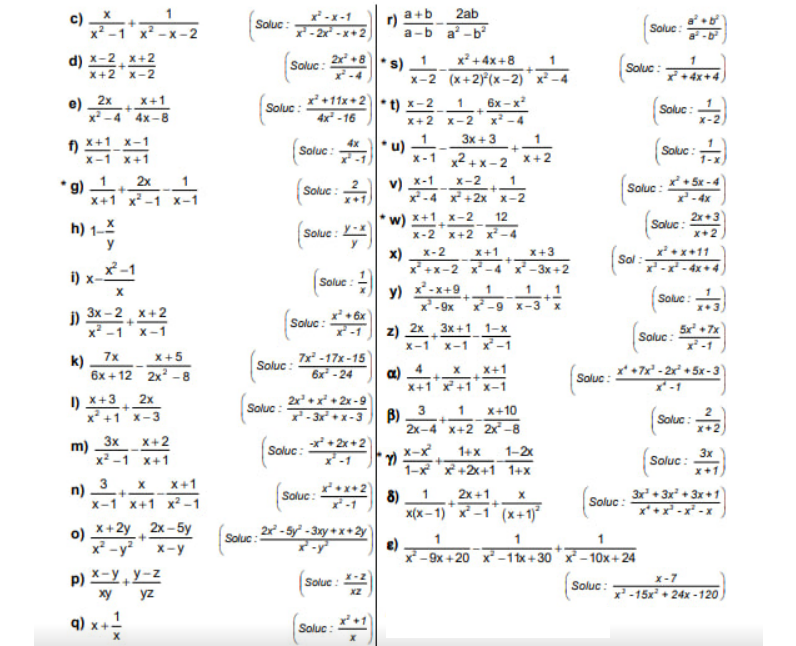 c) x/(x²-1) + 1/(x²-x-2) (Soluc: (x²-x-1)/(x³-2x²-x+2))
d) (x-2)/(x+2) + (x+2)/(x-2) (Soluc: (2x²+8)/(x²-4))
e) 2x/(x²-4) + (x+1)/(4x-8) (Soluc: (x²+11x+2)/(4x²-16))
f) (x+1)/(x-1) - (x-1)/(x+1) (Soluc: 4x/(x²-1))
* g) 1/(x+1) + 2x/(x²-1) - 1/(x-1) (Soluc: 2/(x+1))
h) 1 - x/y (Soluc: (y-x)/y)
i) x - (x²-1)/x (Soluc: 1/x)
j) (3x-2)/(x²-1) + (x+2)/(x-1) (Soluc: (x²+6x)/(x²-1))
k) 7x/(6x+12) - (x+5)/(2x²-8) (Soluc: (7x²-17x-15)/(6x²-24))
l) (x+3)/(x²+1) + 2x/(x-3) (Soluc: (2x³+x²+2x-9)/(x³-3x²+x-3))
m) 3x/(x²-1) - (x+2)/(x+1) (Soluc: (-x²+2x+2)/(x²-1))
n) 3/(x-1) + x/(x+1) - (x+1)/(x²-1) (Soluc: (x²+x+2)/(x²-1))
o) (x+2y)/(x²-y²) + (2x-5y)/(x-y) (Soluc: (2x²-5y²-3xy+x+2y)/(x²-y²))
p) (x-y)/xy + (y-z)/yz (Soluc: (x-z)/xz)
q) x + 1/x (Soluc: (x²+1)/x)
r) (a+b)/(a-b) - 2ab/(a²-b²) (Soluc: (a²+b²)/(a²-b²))
* s) 1/(x-2) - (x²+4x+8)/((x+2)²(x-2)) + 1/(x²-4) (Soluc: 1/(x²+4x+4))
* t) (x-2)/(x+2) - 1/(x-2) + (6x-x²)/(x²-4) (Soluc: 1/(x-2))
* u) 1/(x-1) - (3x+3)/(x²+x-2) + 1/(x+2) (Soluc: 1/(1-x))
v) (x-1)/(x²-4) - (x-2)/(x²+2x) + 1/(x-2) (Soluc: (x²+5x-4)/(x³-4x))
* w) (x+1)/(x-2) + (x-2)/(x+2) - 12/(x²-4) (Soluc: (2x+3)/(x+2))
x) (x-2)/(x²+x-2) - (x+1)/(x²-4) + (x+3)/(x²-3x+2) (Sol: (x²+x+11)/(x³-x²-4x+4))
y) (x²-x+9)/(x³-9x) + 1/(x²-9) - 1/(x-3) + 1/x (Soluc: 1/(x+3))
z) 2x/(x-1) + (3x+1)/(x-1) - (1-x)/(x²-1) (Soluc: (5x²+7x)/(x²-1))
α) 4/(x+1) + x/(x²+1) + (x+1)/(x-1) (Soluc: (x⁴+7x³-2x²+5x-3)/(x⁴-1))
β) 3/(2x-4) + 1/(x+2) - (x+10)/(2x²-8) (Soluc: 2/(x+2))
* γ) (x-x²)/(1-x²) + (1+x)/(x²+2x+1) - (1-2x)/(1+x) (Soluc: 3x/(x+1))
δ) 1/(x(x-1)) + (2x+1)/(x²-1) + x/(x+1)² (Soluc: (3x³+3x²+3x+1)/(x⁴+x³-x²-x))
ε) 1/(x²-9x+20) - 1/(x²-11x+30) + 1/(x²-10x+24)
(Soluc: (x-7)/(x³-15x²+24x-120))